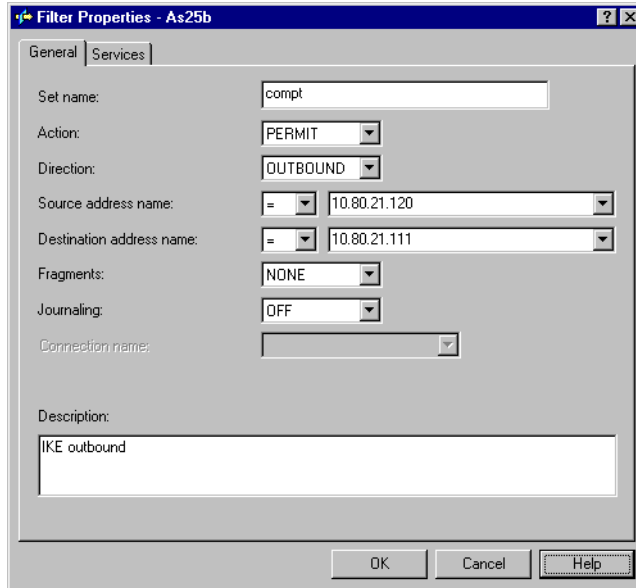 Filter Properties - As25b
General Services
Set name: compt
Action: PERMIT
Direction: OUTBOUND
Source address name: = 10.80.21.120
Destination address name: = 10.80.21.111
Fragments: NONE
Journaling: OFF
Connection name:
Description:
IKE outbound
OK Cancel Help